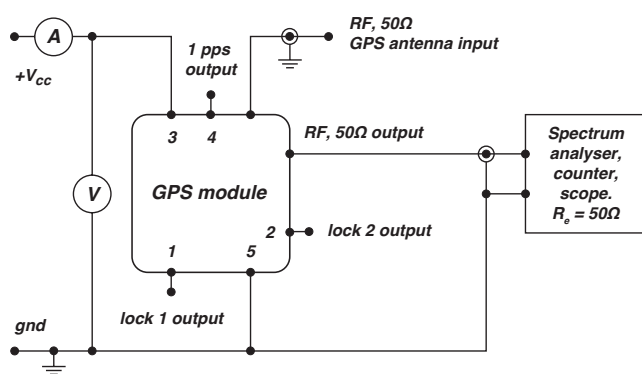 A
+Vcc
V
gnd
1 pps
output
RF, 50Ω
GPS antenna input
3
4
GPS module
RF, 50Ω output
2
lock 2 output
1
5
lock 1 output
Spectrum
analyser,
counter,
scope.
Re = 50Ω